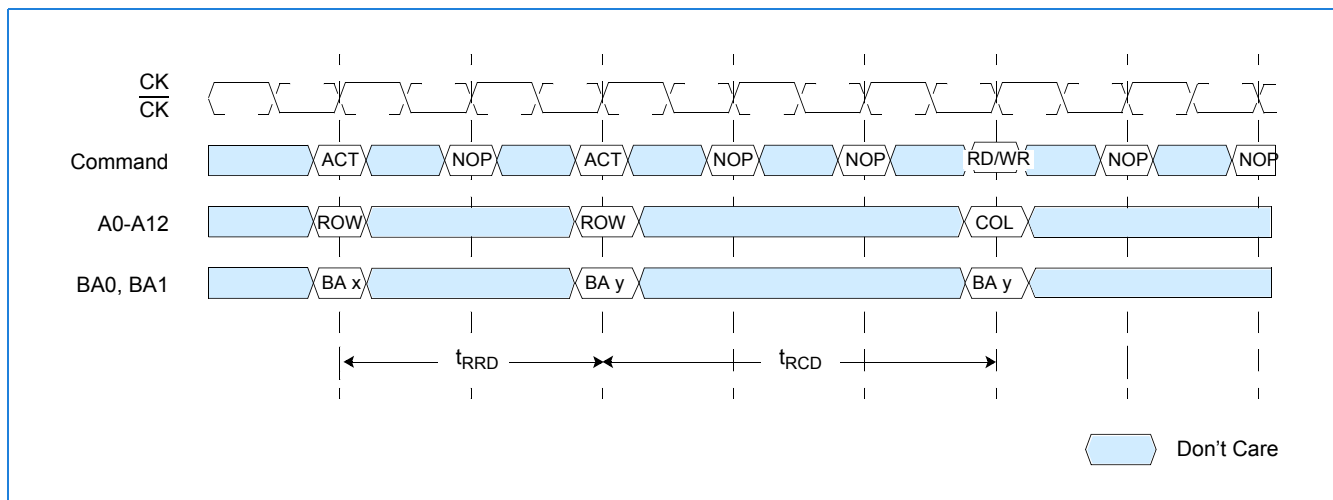 CK
CK
Command ACT NOP ACT NOP NOP RD/WR NOP NOP
A0-A12 ROW ROW COL
BA0, BA1 BA x BA y BA y
tRRD tRCD
Don't Care